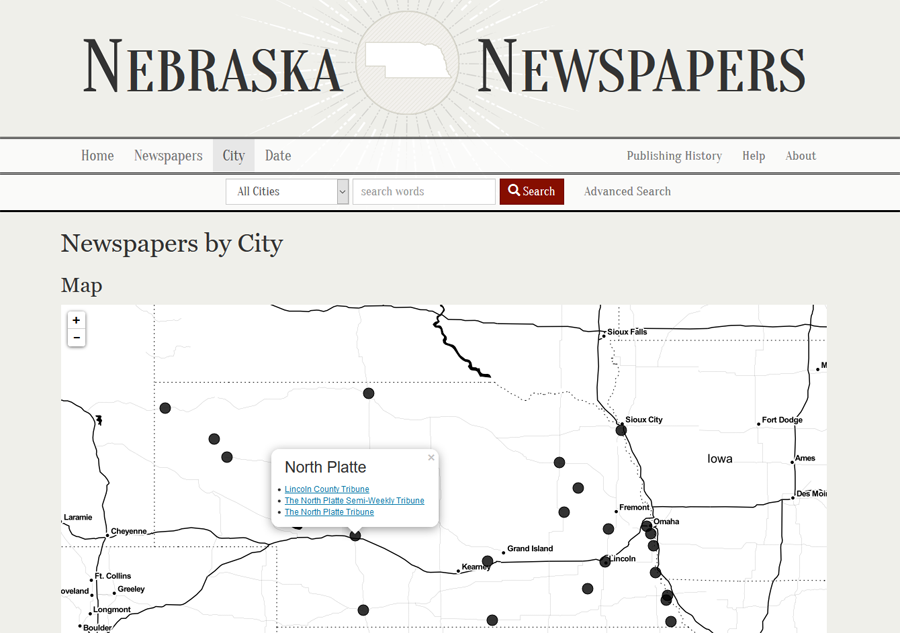 NEBRASKA NEWSPAPERS
Home Newspapers City Date Publishing History Help About
All Cities search words Search Advanced Search
Newspapers by City
Map
+
−
Sioux Falls
M
Sioux City
Fort Dodge
Iowa
Ames
North Platte ×
• Lincoln County Tribune
• The North Platte Semi-Weekly Tribune
• The North Platte Tribune
Des Moi
Fremont
Laramie
Omaha
Cheyenne
Grand Island
Lincoln
Kearney
Ft. Collins
oveland
Greeley
Longmont
Boulder